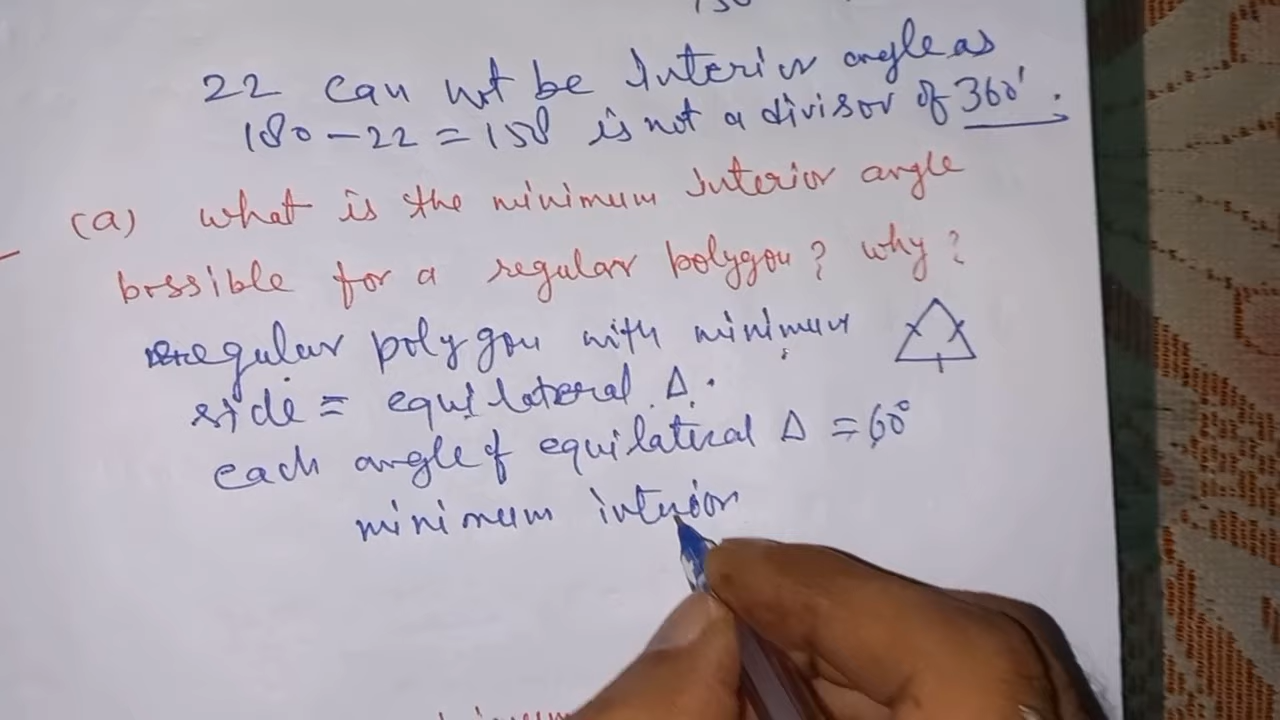 22 can not be Interior angle as
180 - 22 = 158 is not a divisor of 360°.
(a) what is the minimum Interior angle
possible for a regular polygon? why?
regular polygon with minimum
side = equilateral Δ.
each angle of equilateral Δ = 60°
minimum interior